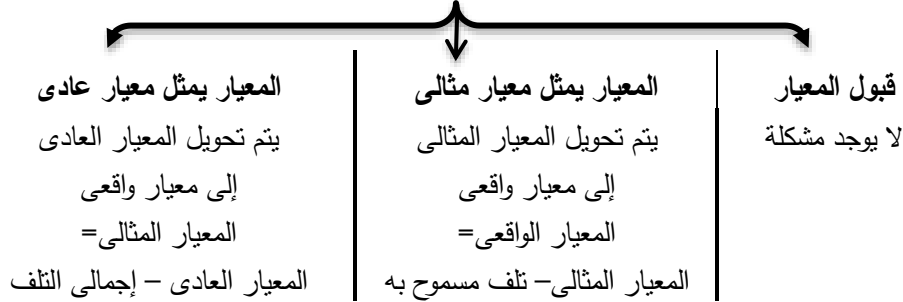 قبول المعيار
لا يوجد مشكلة
المعيار يمثل معيار مثالى
يتم تحويل المعيار المثالى
إلى معيار واقعى
المعيار الواقعى=
المعيار المثالى– تلف مسموح به
المعيار يمثل معيار عادى
يتم تحويل المعيار العادى
إلى معيار واقعى
المعيار المثالى=
المعيار العادى – إجمالى التلف